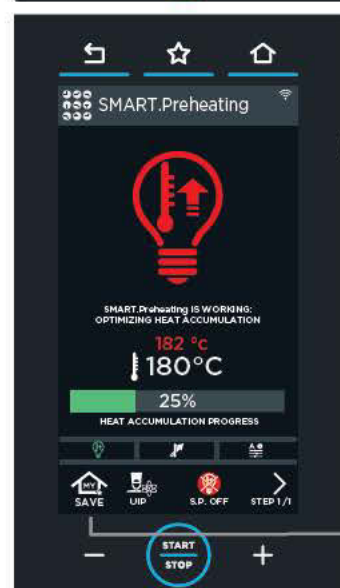 SMART.Preheating
SMART.Preheating IS WORKING:
OPTIMIZING HEAT ACCUMULATION
182 °c
180°C
25%
HEAT ACCUMULATION PROGRESS
MY
SAVE
UIP
S.P. OFF
STEP 1/1
START
STOP